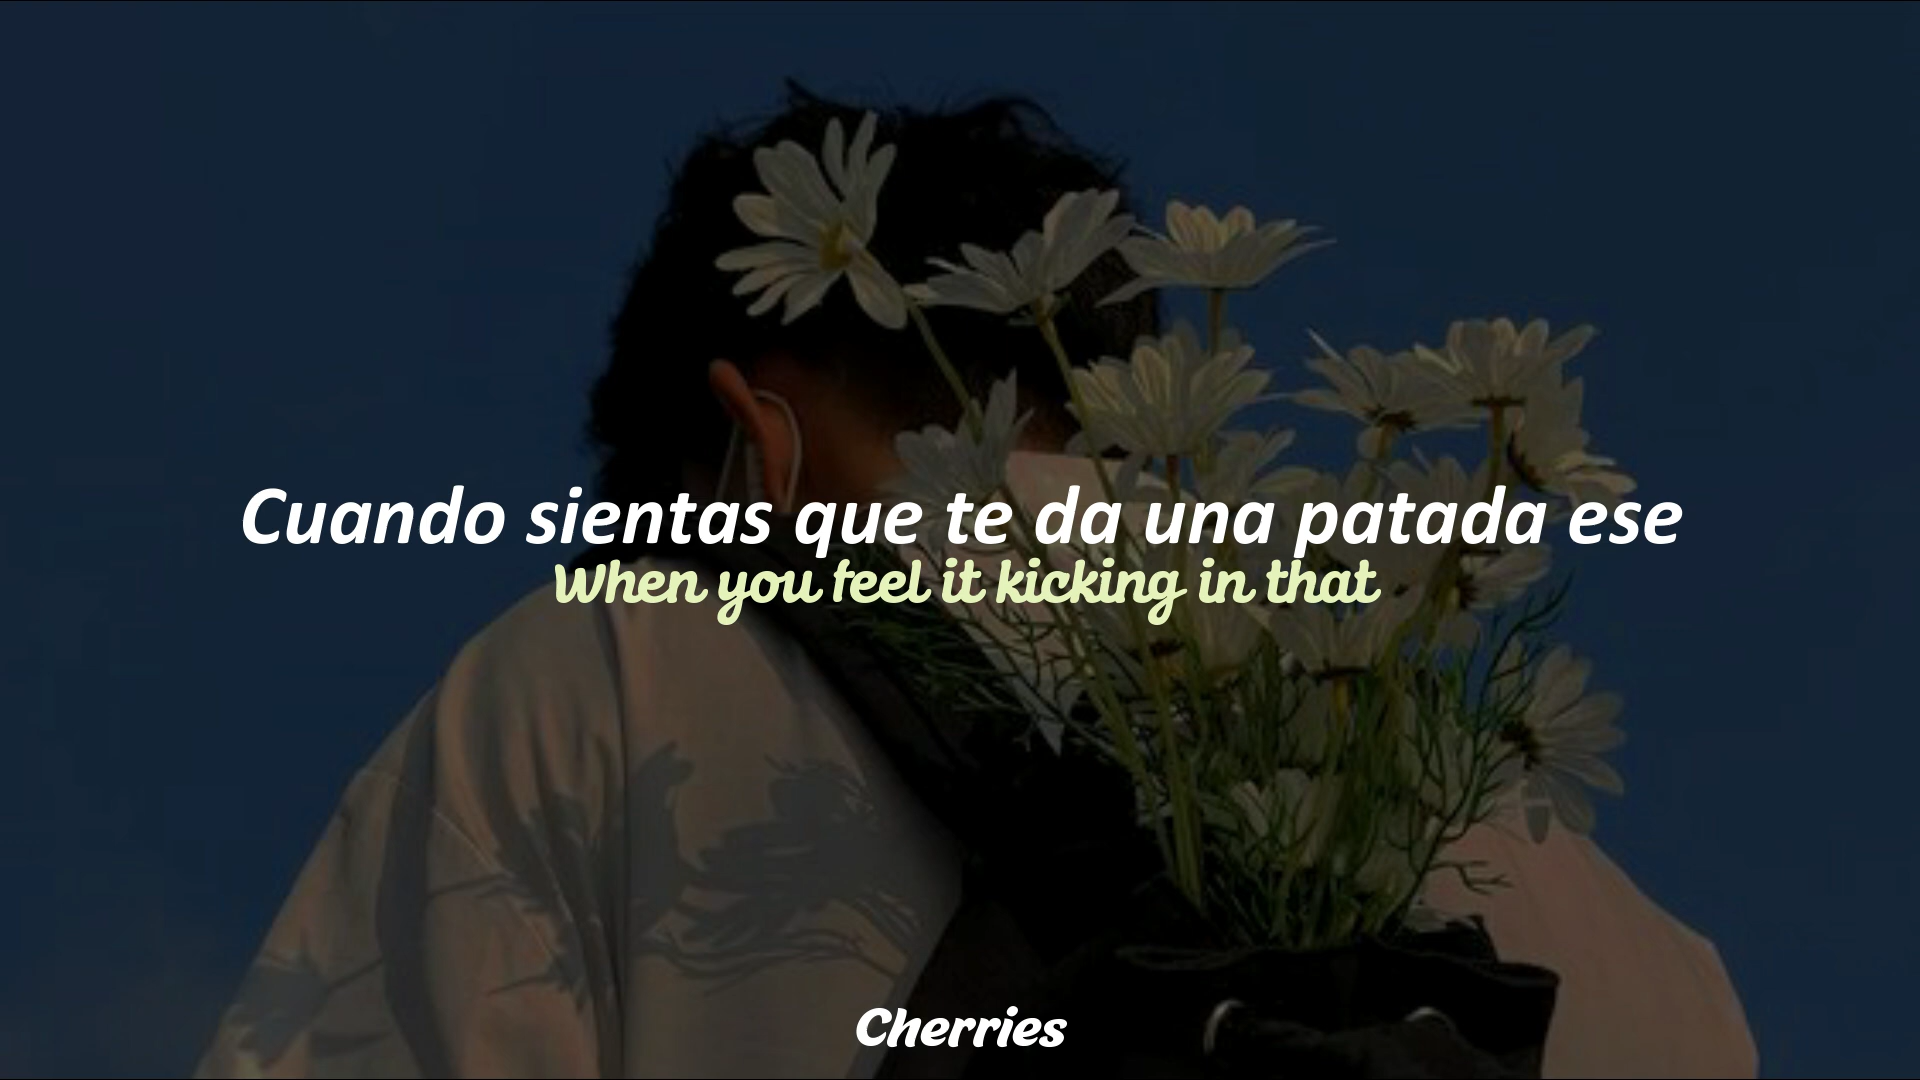 Cuando sientas que te da una patada ese
When you feel it kicking in that
Cherries